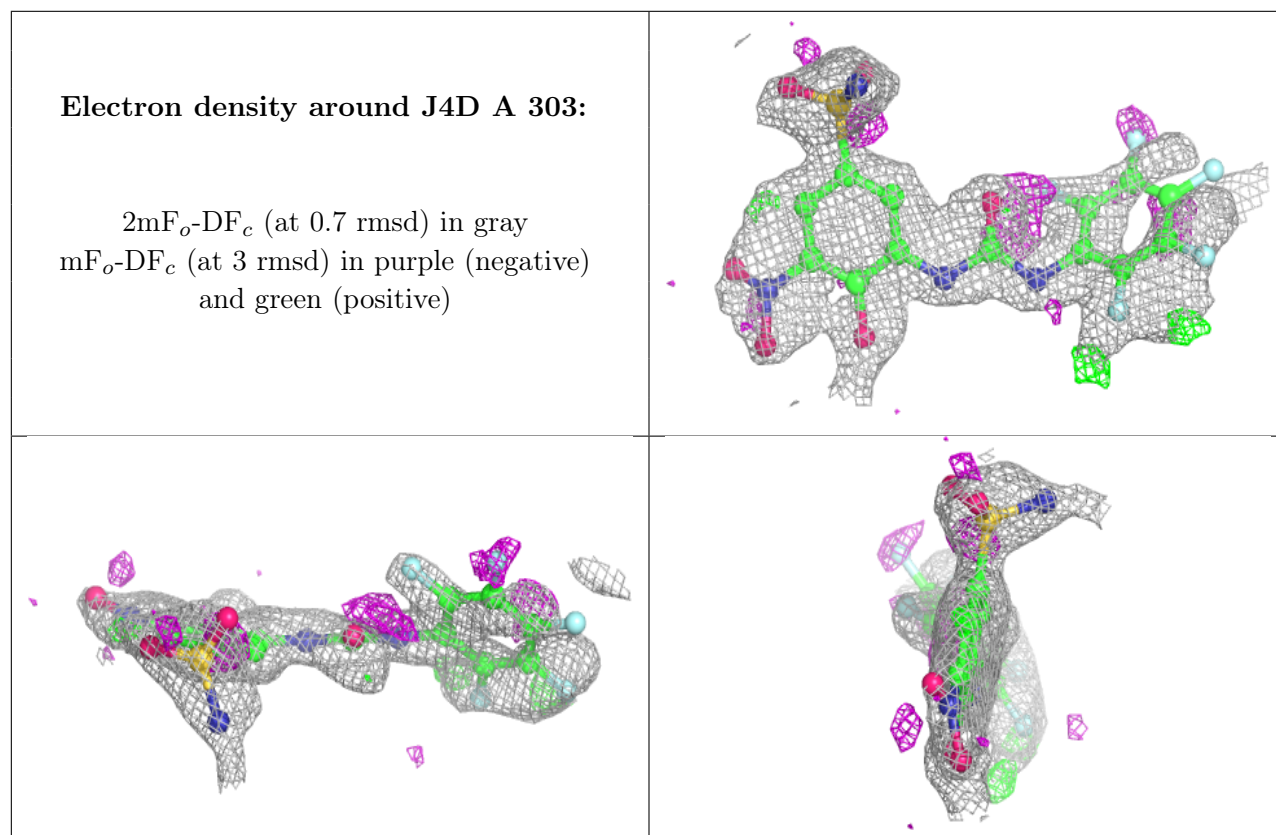 Electron density around J4D A 303:
2mFo-DFc (at 0.7 rmsd) in gray
mFo-DFc (at 3 rmsd) in purple (negative)
and green (positive)